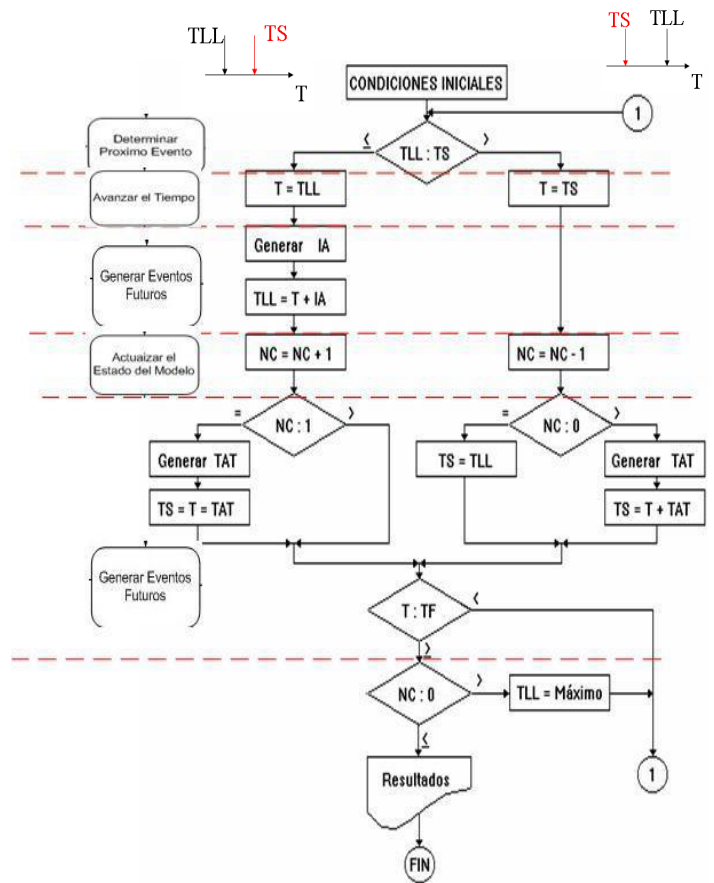 TLL
TS
T
TS
TLL
T
CONDICIONES INICIALES
1
Determinar
Proximo Evento
<
TLL : TS
>
Avanzar el Tiempo
T = TLL
T = TS
Generar IA
Generar Eventos
Futuros
TLL = T + IA
Actuaizar el
Estado del Modelo
NC = NC + 1
NC = NC - 1
=
NC : 1
>
=
NC : 0
>
Generar TAT
TS = TLL
Generar TAT
TS = T = TAT
TS = T + TAT
Generar Eventos
Futuros
T : TF
<
>
NC : 0
>
TLL = Máximo
<
Resultados
1
FIN